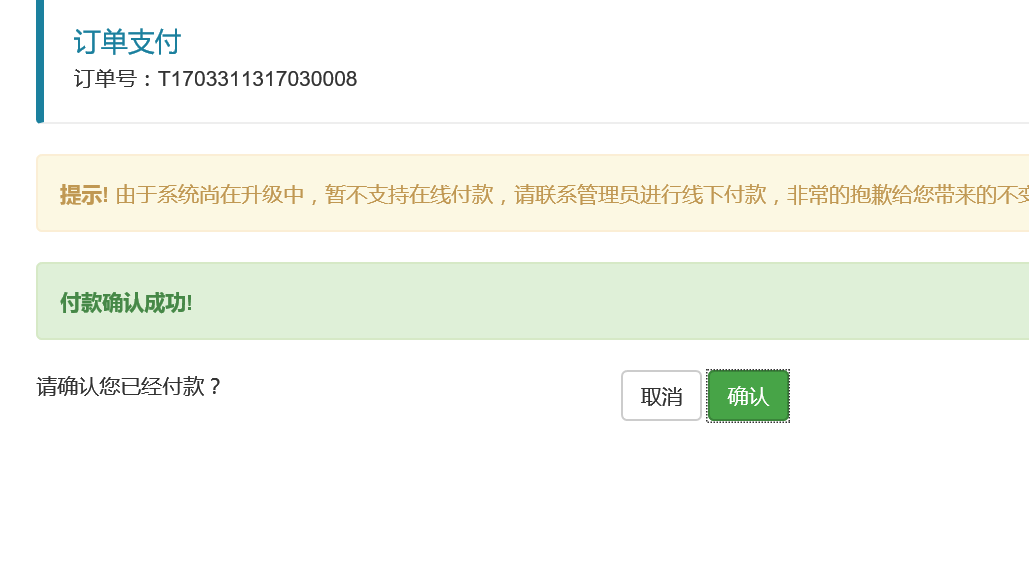 订单支付
订单号：T1703311317030008
提示! 由于系统尚在升级中，暂不支持在线付款，请联系管理员进行线下付款，非常的抱歉给您带来的不
付款确认成功!
请确认您已经付款？
取消 确认